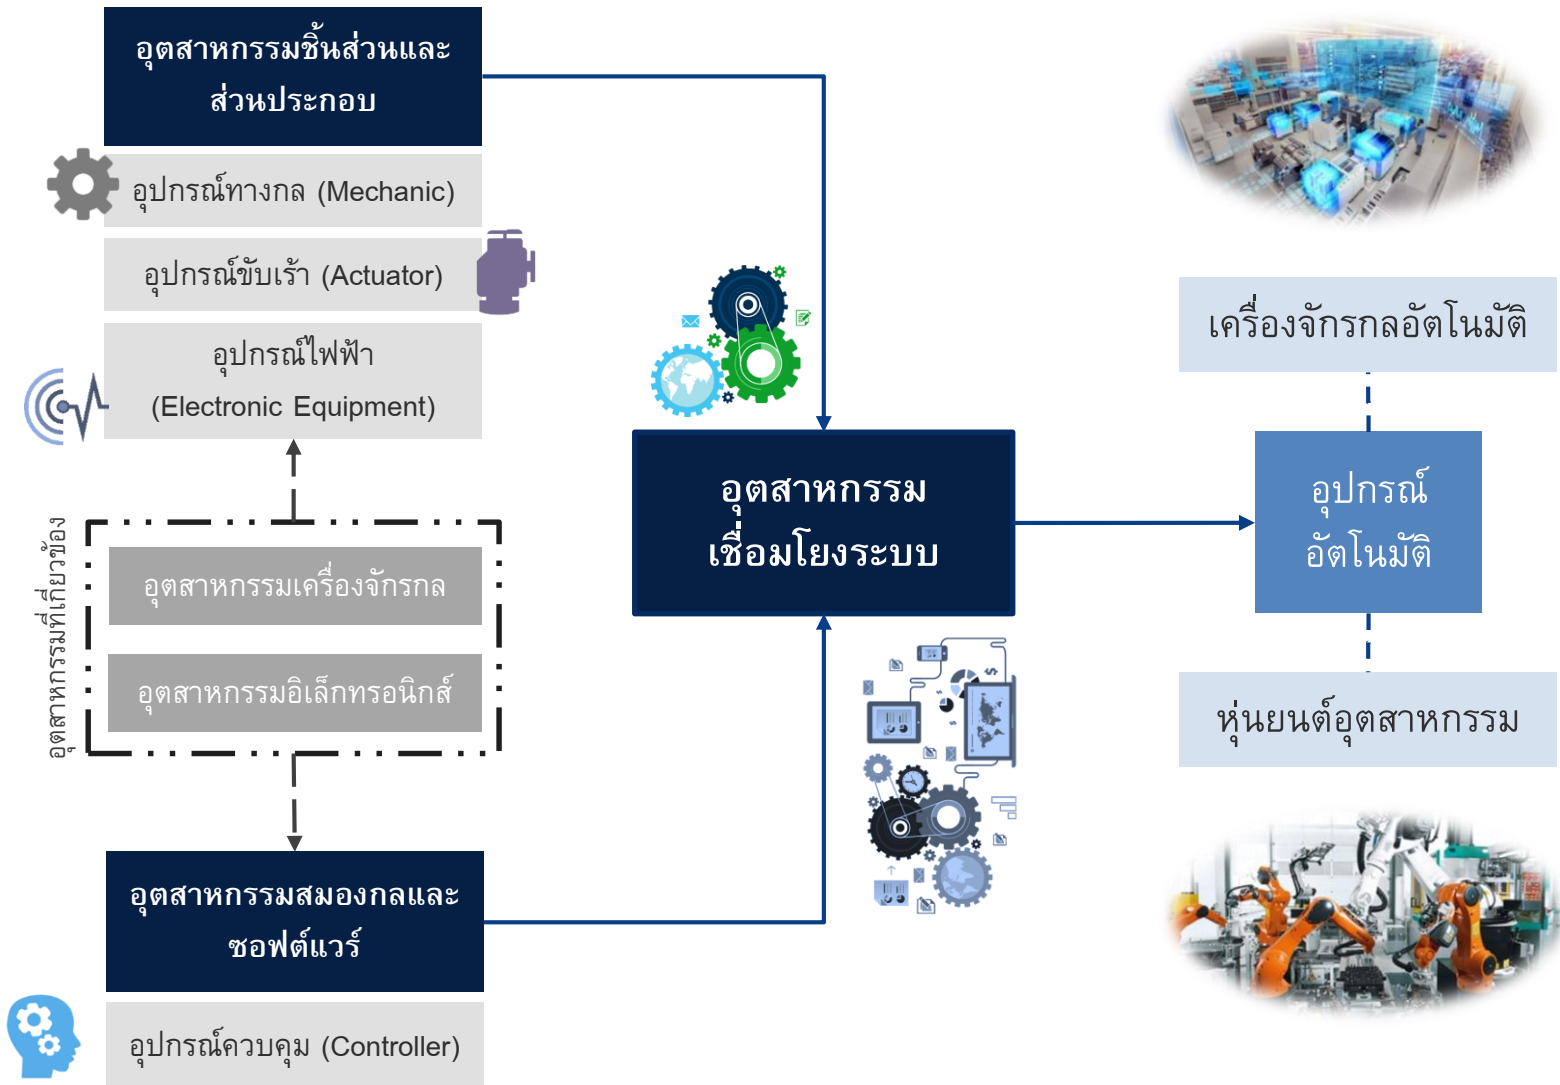 อุตสาหกรรมชิ้นส่วนและ
ส่วนประกอบ
อุปกรณ์ทางกล (Mechanic)
อุปกรณ์ขับเร้า (Actuator)
อุปกรณ์ไฟฟ้า
(Electronic Equipment)
อุตสาหกรรมที่เกี่ยวข้อง
อุตสาหกรรมเครื่องจักรกล
อุตสาหกรรมอิเล็กทรอนิกส์
อุตสาหกรรมสมองกลและ
ซอฟต์แวร์
อุปกรณ์ควบคุม (Controller)
อุตสาหกรรม
เชื่อมโยงระบบ
เครื่องจักรกลอัตโนมัติ
อุปกรณ์
อัตโนมัติ
หุ่นยนต์อุตสาหกรรม